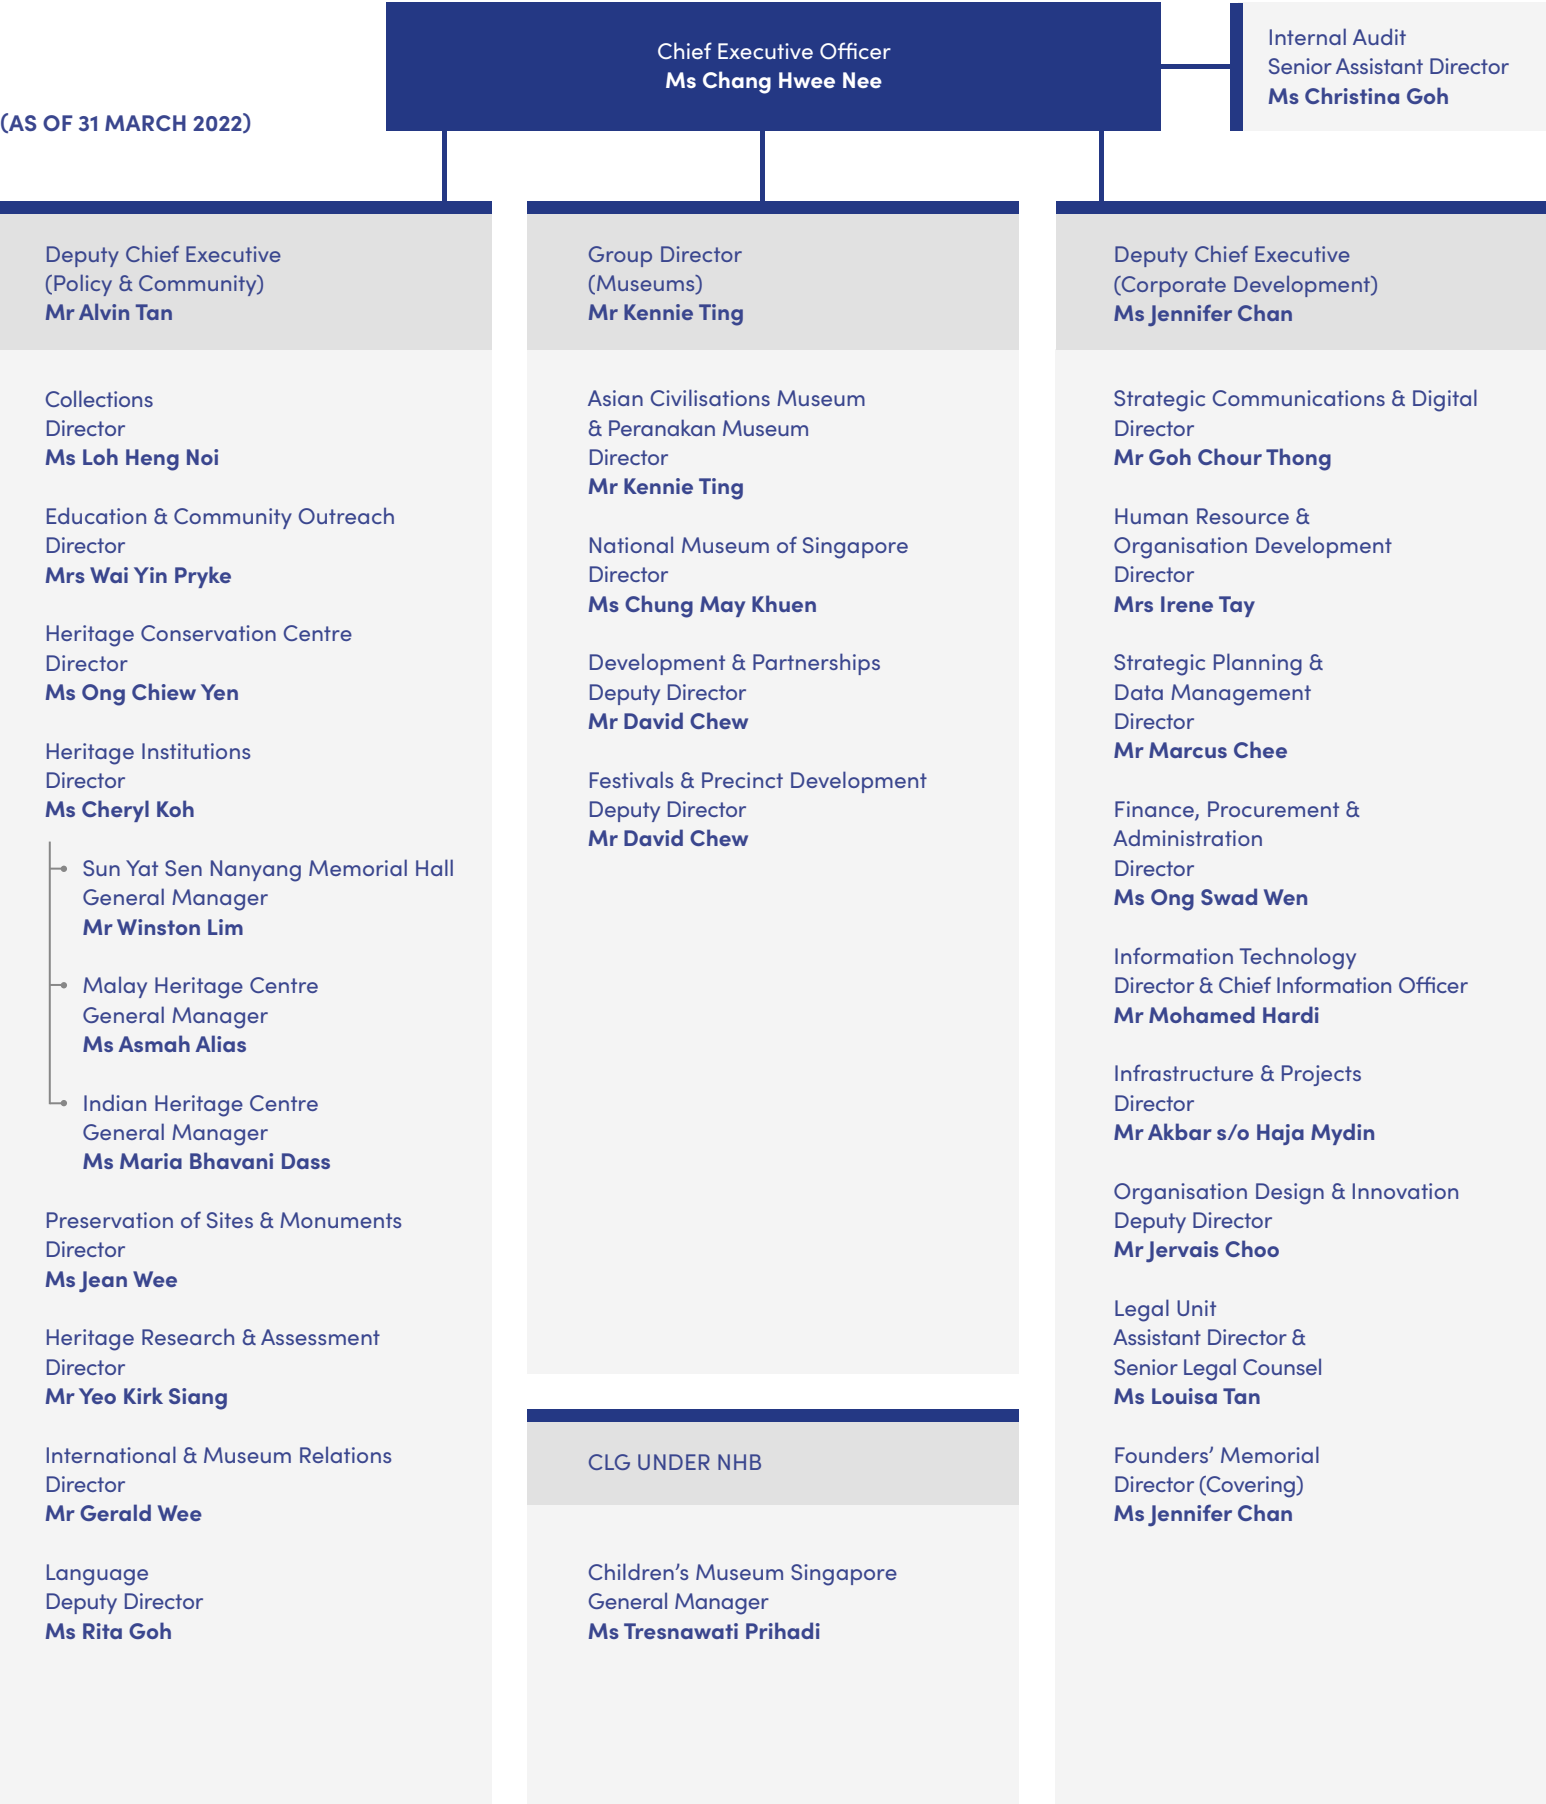 Chief Executive Officer
Ms Chang Hwee Nee
Internal Audit
Senior Assistant Director
Ms Christina Goh
(AS OF 31 MARCH 2022)
Deputy Chief Executive
(Policy & Community)
Mr Alvin Tan
Collections
Director
Ms Loh Heng Noi
Education & Community Outreach
Director
Mrs Wai Yin Pryke
Heritage Conservation Centre
Director
Ms Ong Chiew Yen
Heritage Institutions
Director
Ms Cheryl Koh
Sun Yat Sen Nanyang Memorial Hall
General Manager
Mr Winston Lim
Malay Heritage Centre
General Manager
Ms Asmah Alias
Indian Heritage Centre
General Manager
Ms Maria Bhavani Dass
Preservation of Sites & Monuments
Director
Ms Jean Wee
Heritage Research & Assessment
Director
Mr Yeo Kirk Siang
International & Museum Relations
Director
Mr Gerald Wee
Language
Deputy Director
Ms Rita Goh
Group Director
(Museums)
Mr Kennie Ting
Asian Civilisations Museum
& Peranakan Museum
Director
Mr Kennie Ting
National Museum of Singapore
Director
Ms Chung May Khuen
Development & Partnerships
Deputy Director
Mr David Chew
Festivals & Precinct Development
Deputy Director
Mr David Chew
CLG UNDER NHB
Children’s Museum Singapore
General Manager
Ms Tresnawati Prihadi
Deputy Chief Executive
(Corporate Development)
Ms Jennifer Chan
Strategic Communications & Digital
Director
Mr Goh Chour Thong
Human Resource &
Organisation Development
Director
Mrs Irene Tay
Strategic Planning &
Data Management
Director
Mr Marcus Chee
Finance, Procurement &
Administration
Director
Ms Ong Swad Wen
Information Technology
Director & Chief Information Officer
Mr Mohamed Hardi
Infrastructure & Projects
Director
Mr Akbar s/o Haja Mydin
Organisation Design & Innovation
Deputy Director
Mr Jervais Choo
Legal Unit
Assistant Director &
Senior Legal Counsel
Ms Louisa Tan
Founders’ Memorial
Director (Covering)
Ms Jennifer Chan